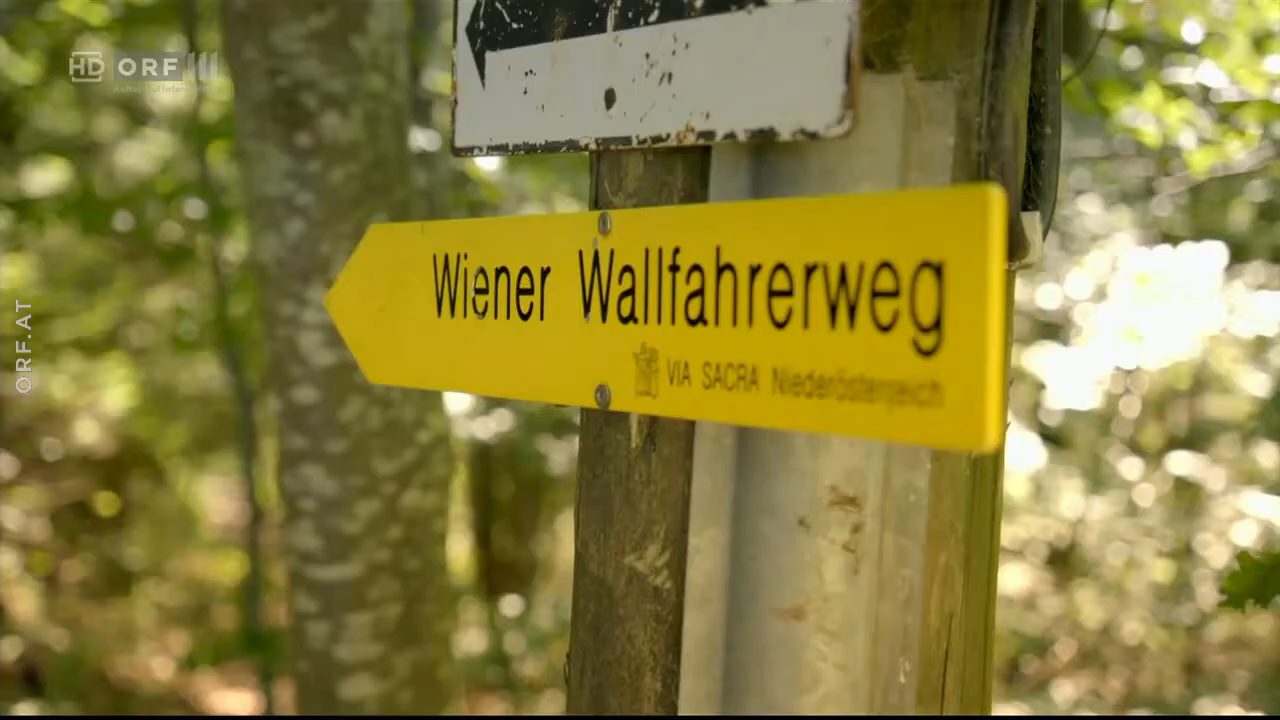 HD ORF III
ORF.AT
Wiener Wallfahrerweg
VIA SACRA Niederösterreich